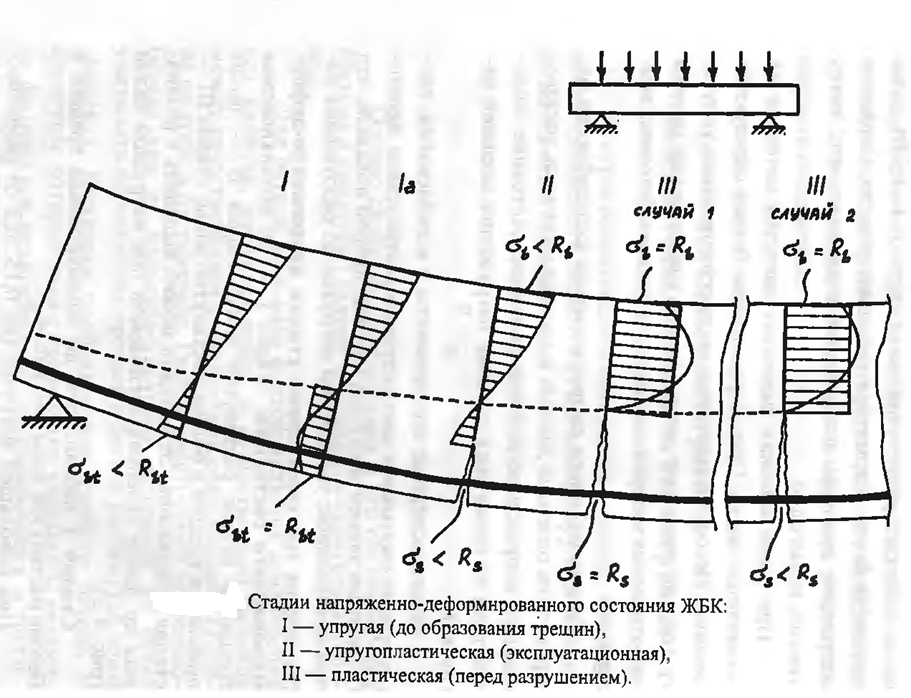 I Iа II III III
СЛУЧАЙ 1 СЛУЧАЙ 2
σb < Rb σb = Rb σb = Rb
σbt < Rbt
σbt = Rbt
σs < Rs σs = Rs σs < Rs
Стадии напряженно-деформированного состояния ЖБК:
I — упругая (до образования трещин),
II — упругопластическая (эксплуатационная),
III — пластическая (перед разрушением).